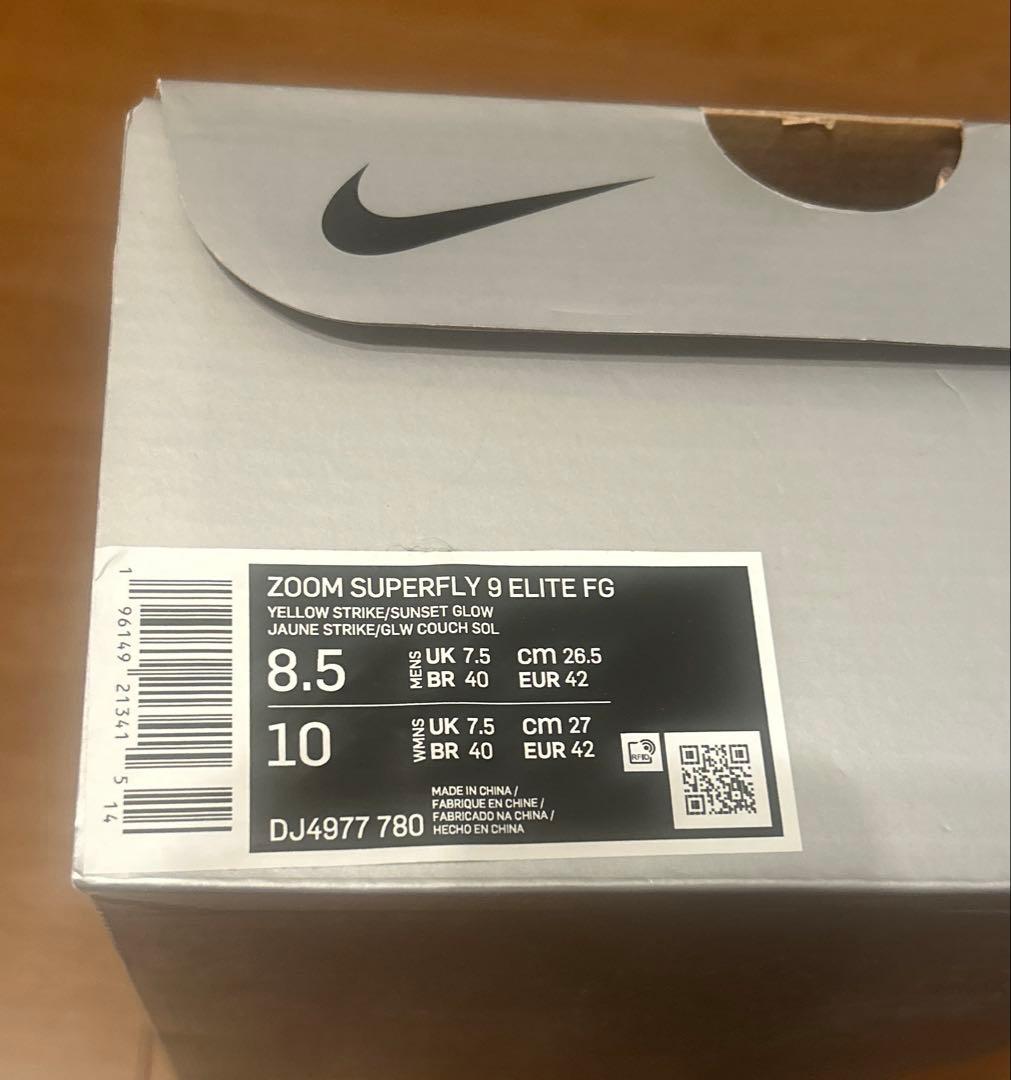 ZOOM SUPERFLY 9 ELITE FG
YELLOW STRIKE/SUNSET GLOW
JAUNE STRIKE/GLW COUCH SOL
8.5 MENS UK 7.5 cm 26.5
BR 40 EUR 42
10 WMNS UK 7.5 cm 27
BR 40 EUR 42
RFID
MADE IN CHINA /
FABRIQUE EN CHINE /
FABRICADO NA CHINA /
HECHO EN CHINA
DJ4977 780
1 96149 21341 5 14